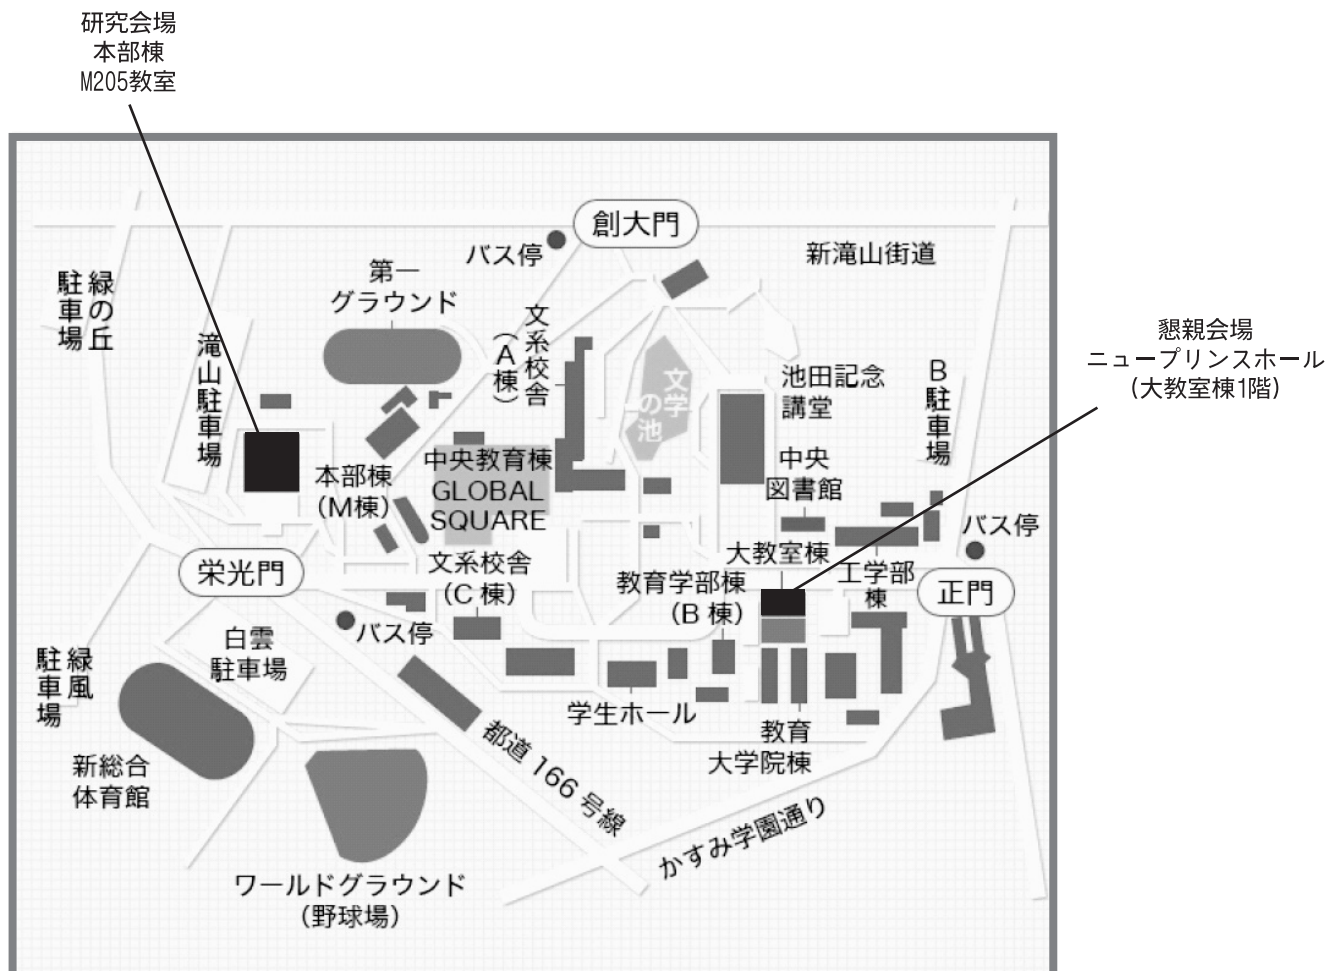 研究会場
本部棟
M205教室
創大門
バス停
新滝山街道
緑の丘
駐車場
第一
グラウンド
文系校舎
（A棟）
滝山駐車場
文学
の池
池田記念
講堂
B駐車場
懇親会場
ニュープリンスホール
(大教室棟1階)
本部棟
（M棟）
中央教育棟
GLOBAL
SQUARE
中央
図書館
バス停
大教室棟
栄光門
文系校舎
（C 棟）
教育学部棟
（B 棟）
工学部
棟
正門
バス停
白雲
駐車場
緑風
駐車場
学生ホール
教育
大学院棟
新総合
体育館
都道 166 号線
かすみ学園通り
ワールドグラウンド
（野球場）